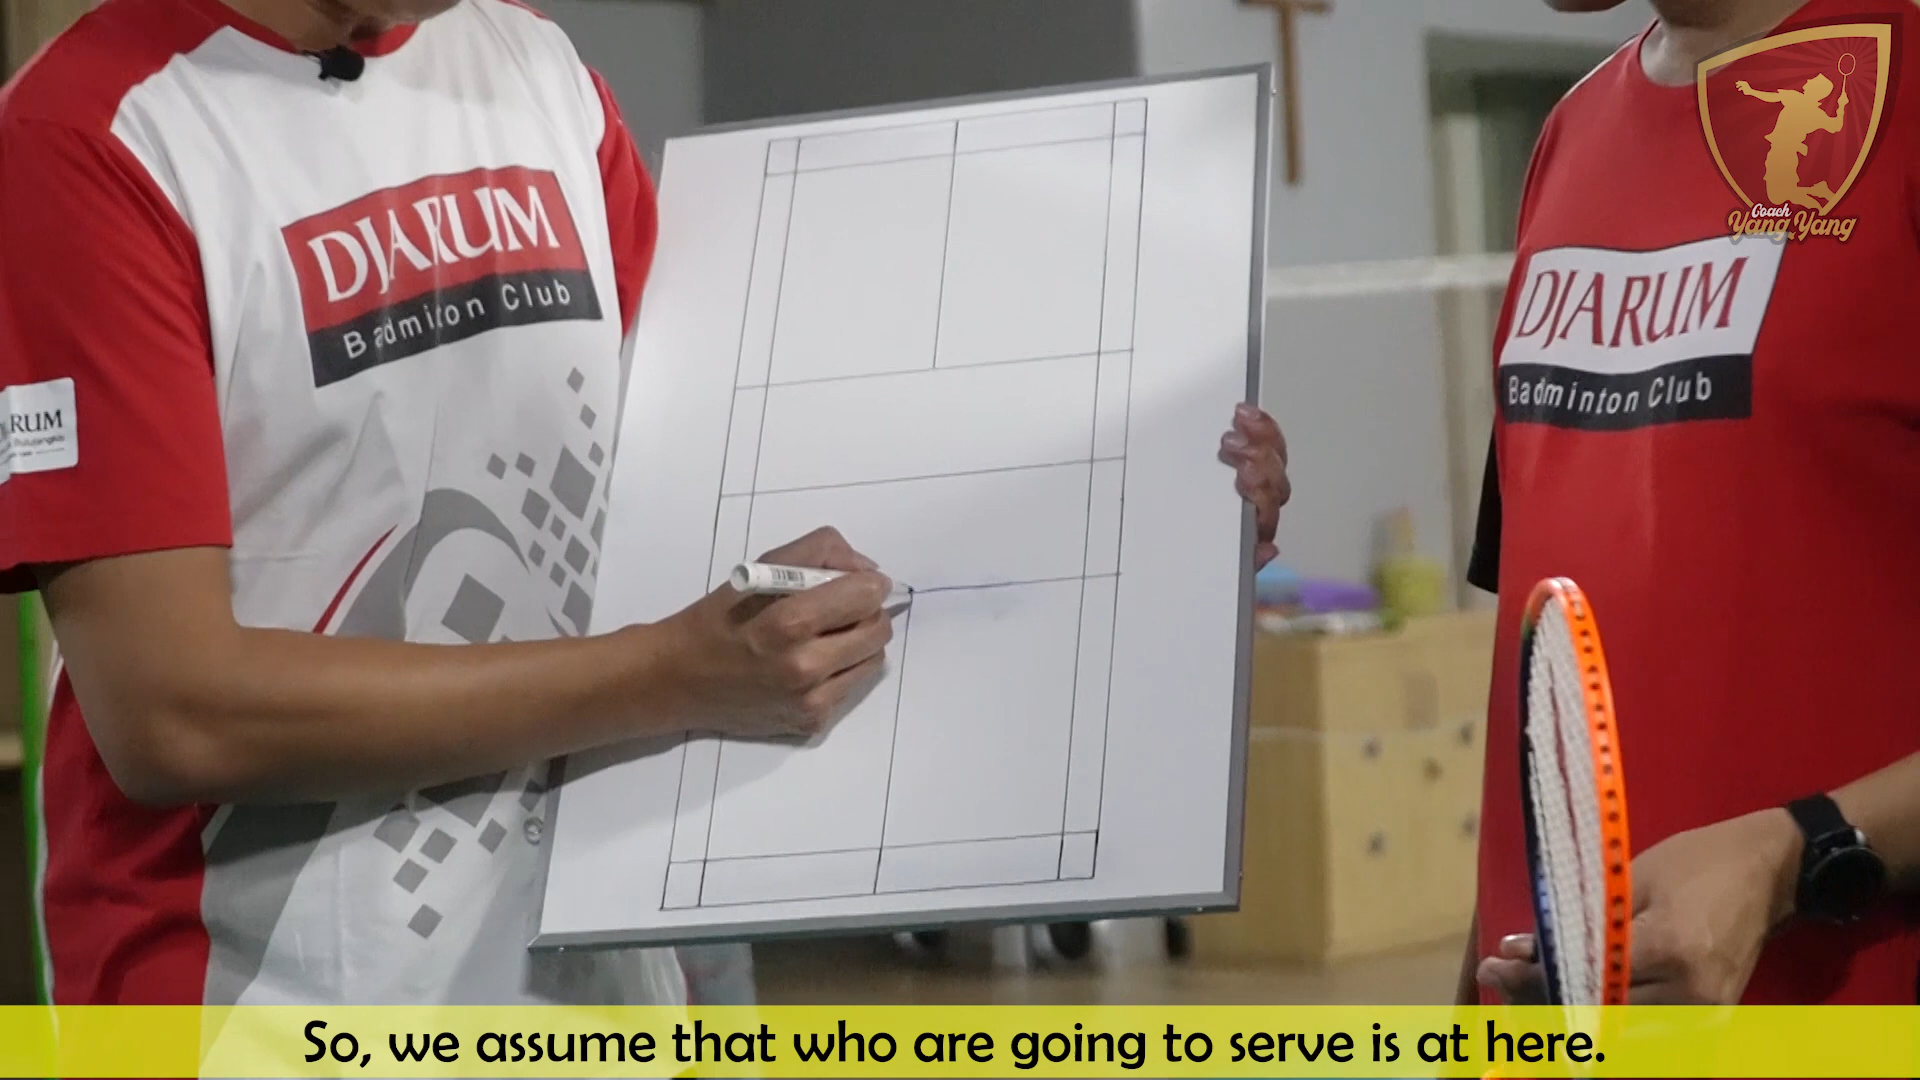 DJARUM
Badminton Club
RUM
Coach
Yang Yang
DJARUM
Badminton Club
So, we assume that who are going to serve is at here.